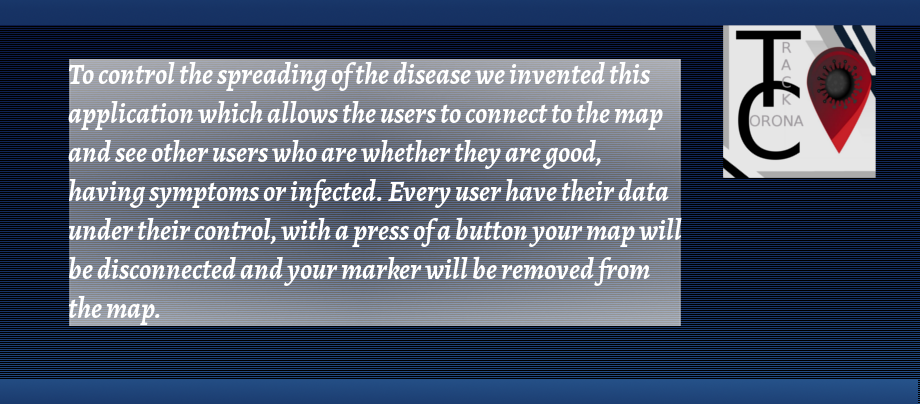 To control the spreading of the disease we invented this
application which allows the users to connect to the map
and see other users who are whether they are good,
having symptoms or infected. Every user have their data
under their control, with a press of a button your map will
be disconnected and your marker will be removed from
the map.
TRACK
CORONA